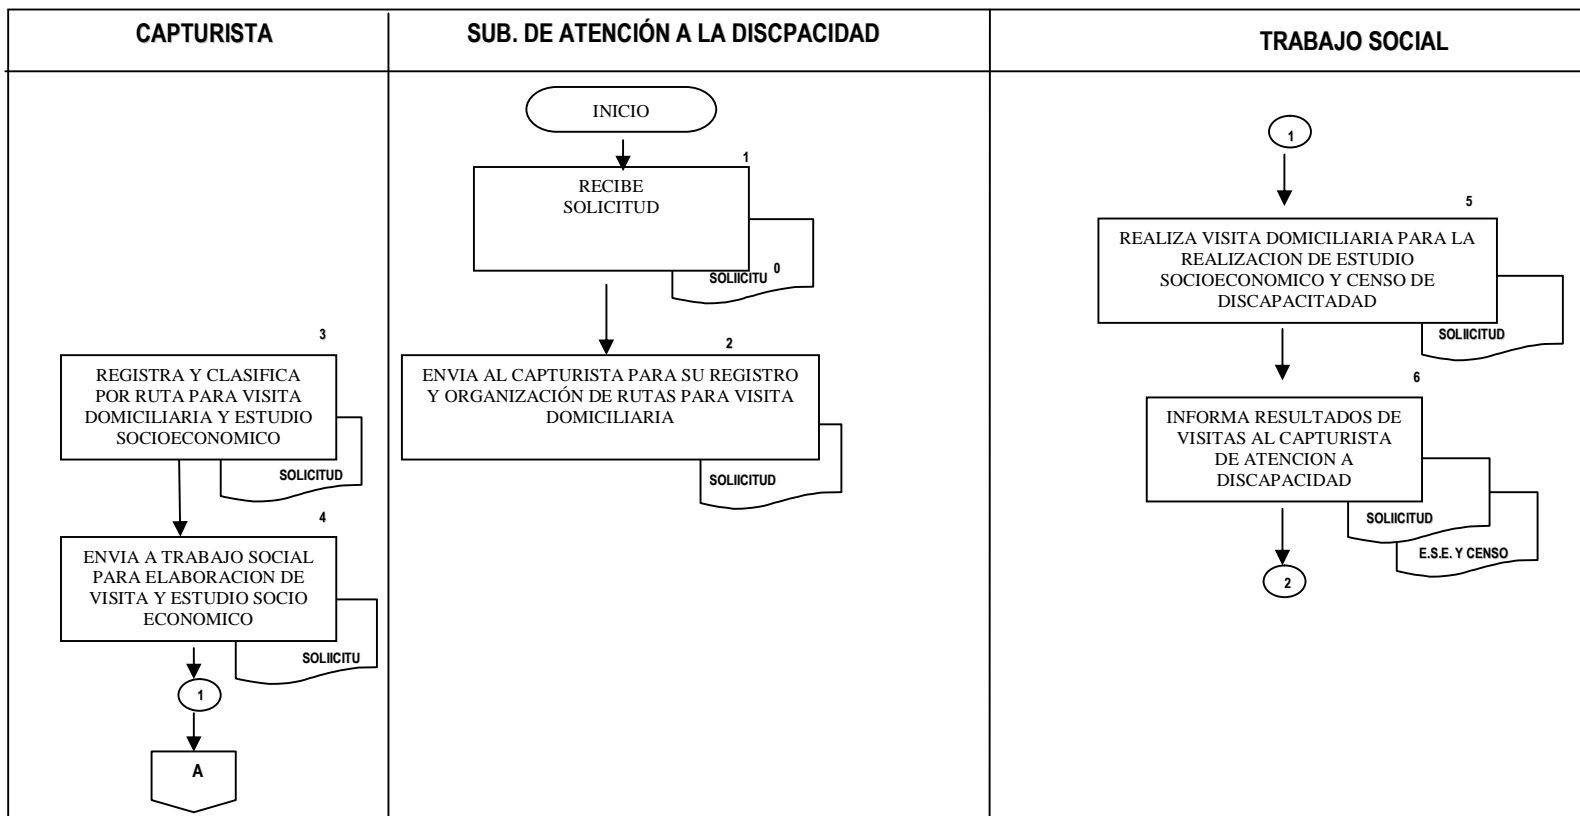 CAPTURISTA
SUB. DE ATENCIÓN A LA DISCPACIDAD
TRABAJO SOCIAL
INICIO
1
RECIBE
SOLICITUD
SOLIICITU
0
2
ENVIA AL CAPTURISTA PARA SU REGISTRO
Y ORGANIZACIÓN DE RUTAS PARA VISITA
DOMICILIARIA
SOLIICITUD
3
REGISTRA Y CLASIFICA
POR RUTA PARA VISITA
DOMICILIARIA Y ESTUDIO
SOCIOECONOMICO
SOLICITUD
4
ENVIA A TRABAJO SOCIAL
PARA ELABORACION DE
VISITA Y ESTUDIO SOCIO
ECONOMICO
SOLIICITU
1
A
1
5
REALIZA VISITA DOMICILIARIA PARA LA
REALIZACION DE ESTUDIO
SOCIOECONOMICO Y CENSO DE
DISCAPACITADAD
SOLIICITUD
6
INFORMA RESULTADOS DE
VISITAS AL CAPTURISTA
DE ATENCION A
DISCAPACIDAD
SOLIICITUD
E.S.E. Y CENSO
2